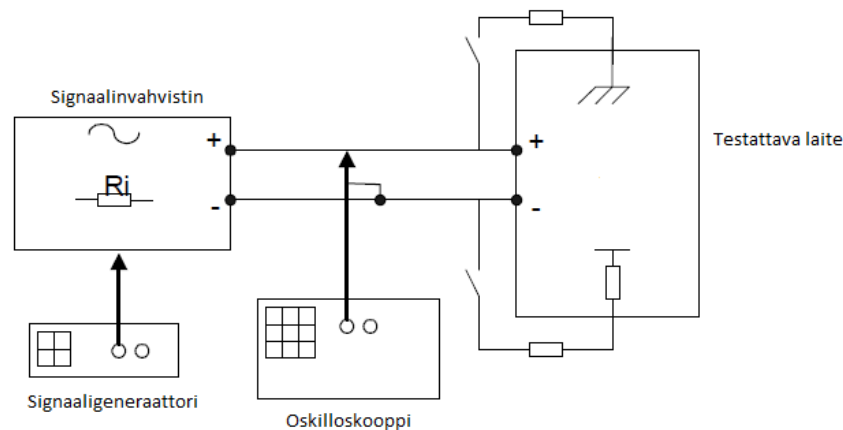 Signaalinvahvistin
+
Ri
-
+
-
Testattava laite
Signaaligeneraattori
Oskilloskooppi